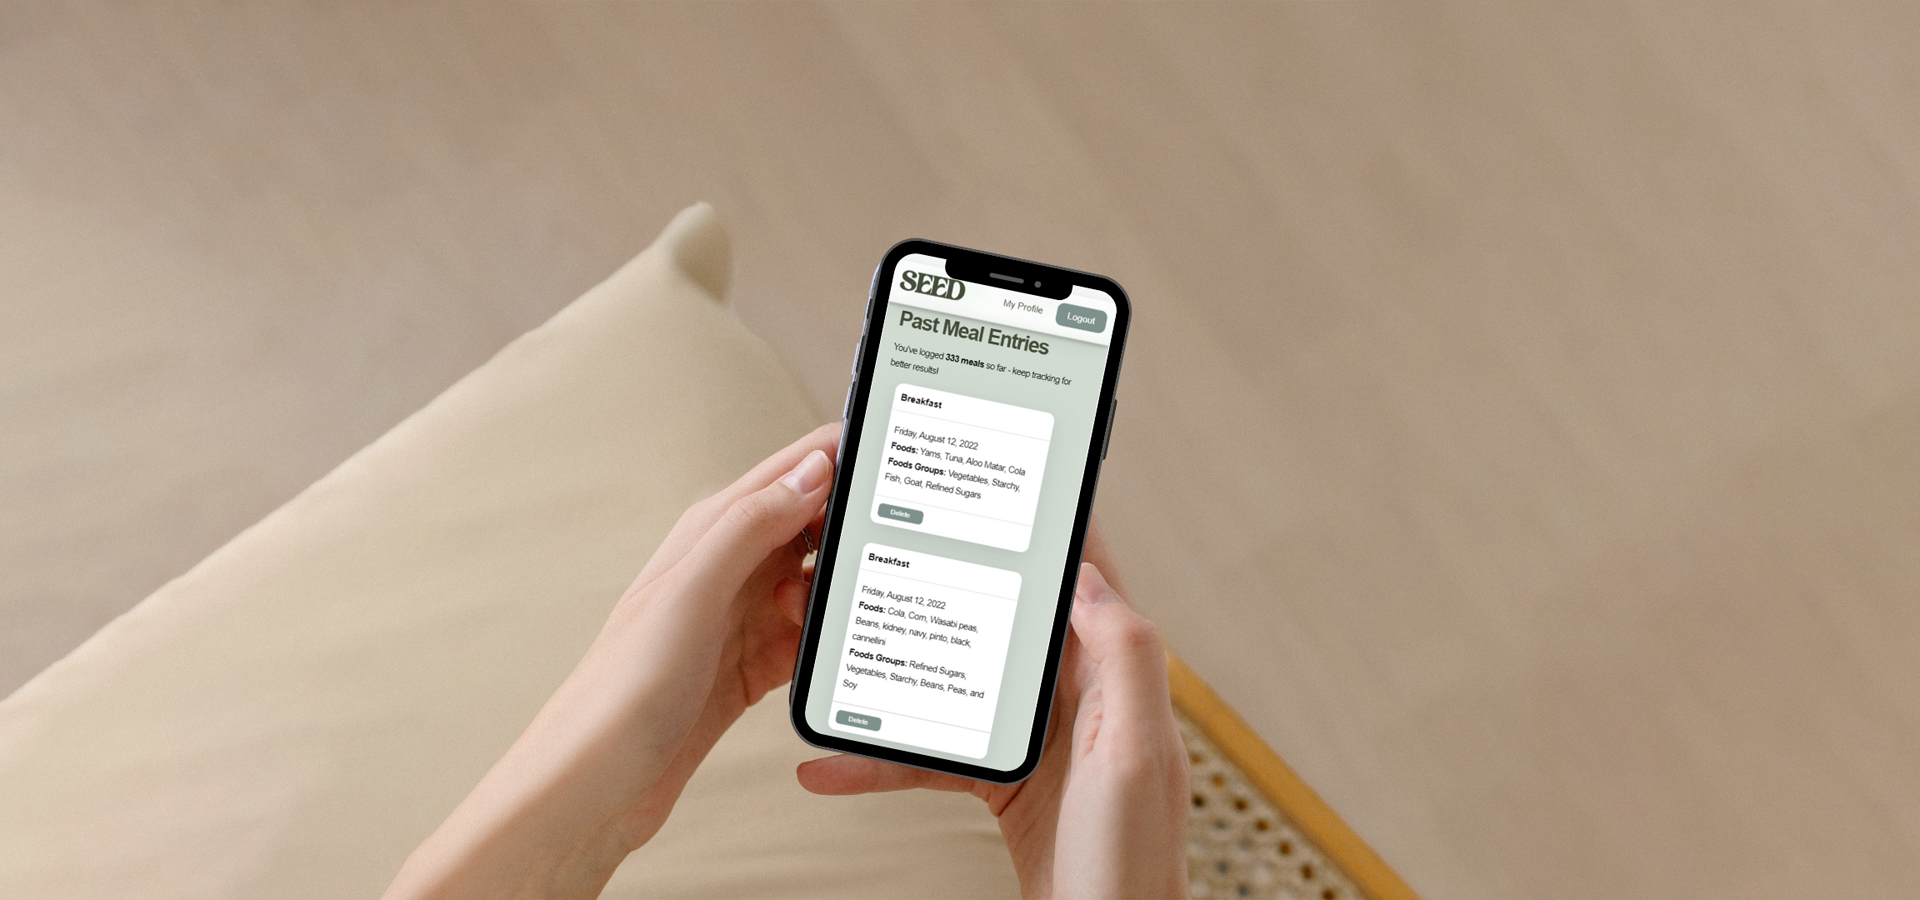 SEED
My Profile
Logout
Past Meal Entries
You've logged 333 meals so far - keep tracking for
better results!
Breakfast
Friday, August 12, 2022
Foods: Yams, Tuna, Aloo Matar, Cola
Foods Groups: Vegetables, Starchy,
Fish, Goat, Refined Sugars
Delete
Breakfast
Friday, August 12, 2022
Foods: Cola, Corn, Wasabi peas,
Beans, kidney, navy, pinto, black,
cannellini
Foods Groups: Refined Sugars,
Vegetables, Starchy, Beans, Peas, and
Soy
Delete